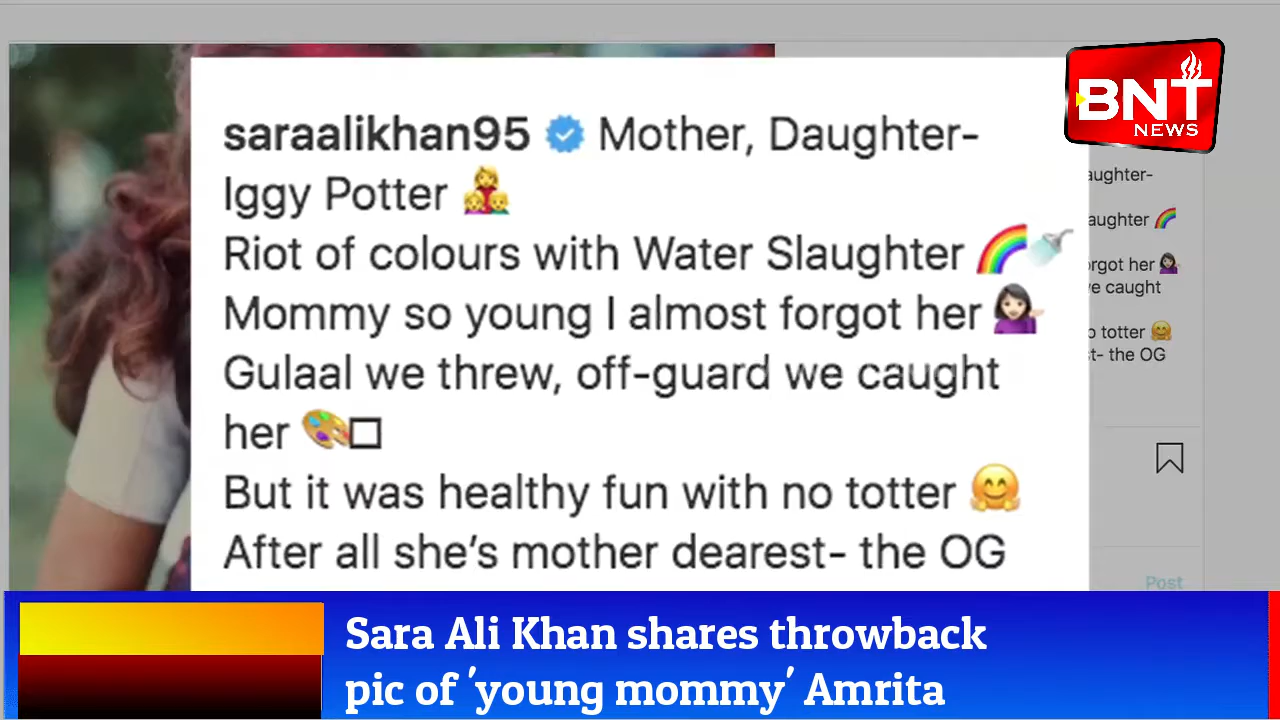 BNT
NEWS
saraalikhan95 Mother, Daughter-
Iggy Potter 👩‍👧‍👦
Riot of colours with Water Slaughter 🌈🚿
Mommy so young I almost forgot her 💁🏻‍♀
Gulaal we threw, off-guard we caught
her 🎨□
But it was healthy fun with no totter 🤗
After all she's mother dearest- the OG
aughter-
aughter 🌈
orgot her 💁🏻‍♀
ve caught
totter 🤗
t- the OG
Post
Sara Ali Khan shares throwback
pic of 'young mommy' Amrita